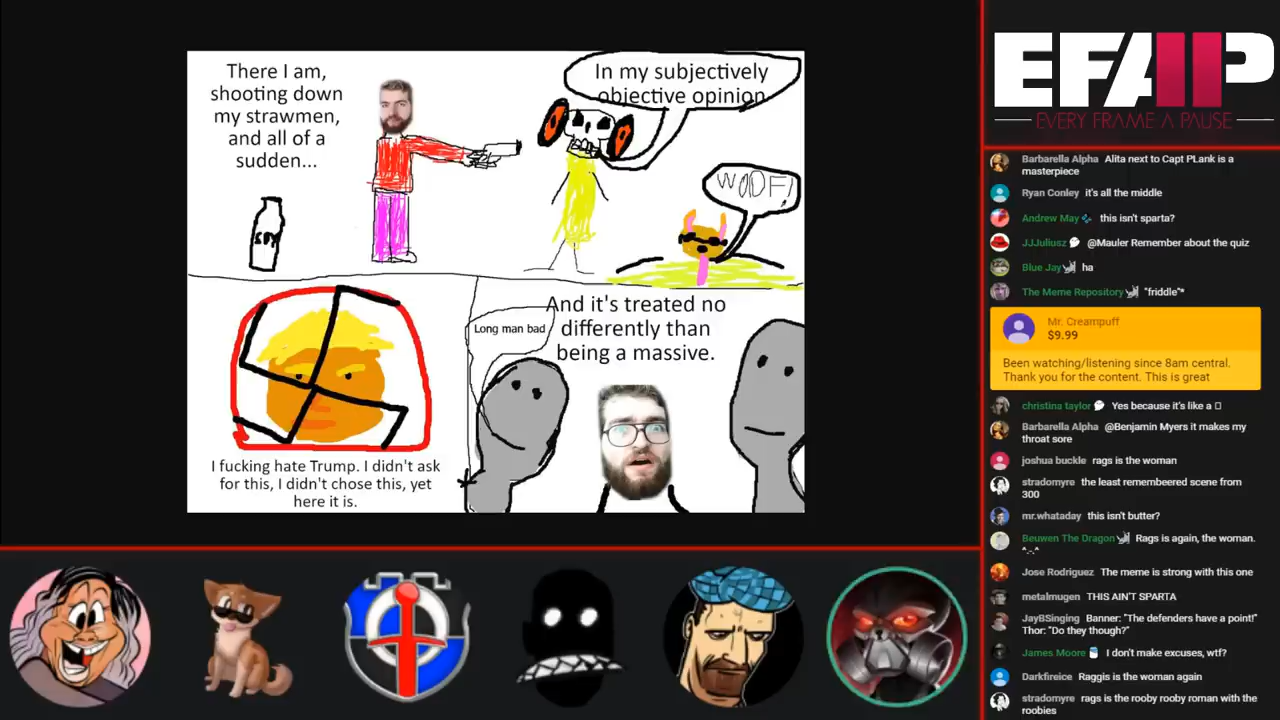 There I am,
shooting down
my strawmen,
and all of a
sudden...
SOY
In my subjectively
objective opinion
WOOF!
I fucking hate Trump. I didn't ask
for this, I didn't chose this, yet
here it is.
Long man bad
And it's treated no
differently than
being a massive.
EFAP
EVERY FRAME A PAUSE
Barbarella Alpha Alita next to Capt PLank is a
masterpiece
Ryan Conley it's all the middle
Andrew May this isn't sparta?
JJJuliusz @Mauler Remember about the quiz
Blue Jay ha
The Meme Repository "friddle"*
Mr. Creampuff
$9.99
Been watching/listening since 8am central.
Thank you for the content. This is great
christina taylor Yes because it's like a
Barbarella Alpha @Benjamin Myers it makes my
throat sore
joshua buckle rags is the woman
stradomyre the least remembeered scene from
300
mr.whataday this isn't butter?
Beuwen The Dragon Rags is again, the woman.
^-.-^
Jose Rodriguez The meme is strong with this one
metalmugen THIS AIN'T SPARTA
JayBSinging Banner: "The defenders have a point!"
Thor: "Do they though?"
James Moore I don't make excuses, wtf?
Darkfireice Raggis is the woman again
stradomyre rags is the rooby rooby roman with the
roobies